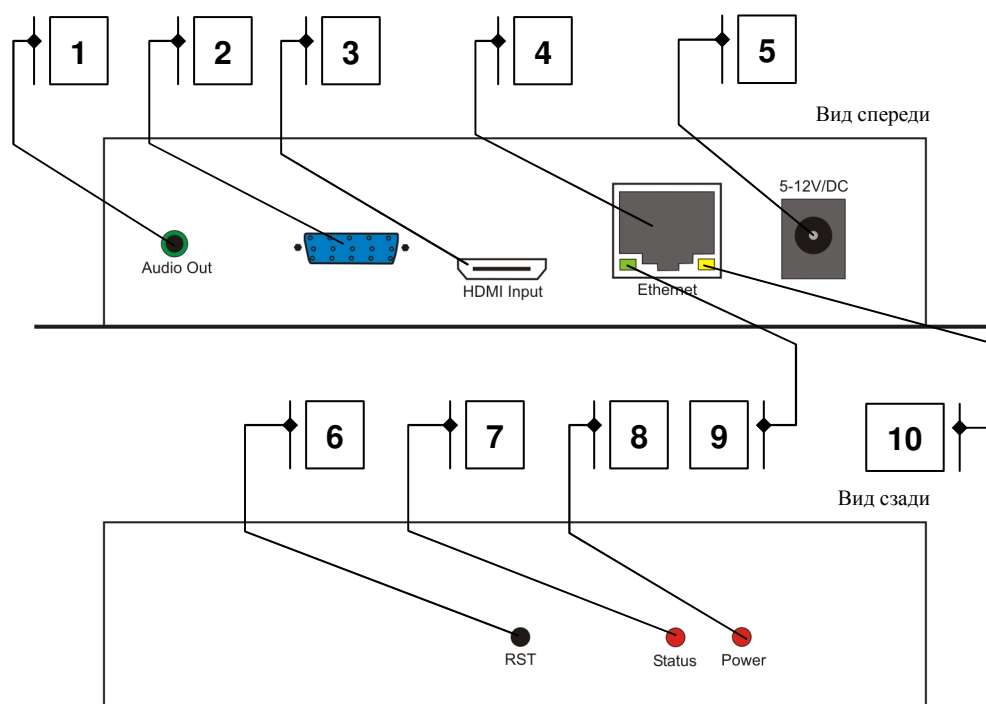 1 2 3 4 5
Вид спереди
5-12V/DC
Audio Out
HDMI Input
Ethernet
6 7 8 9 10
Вид сзади
RST
Status
Power